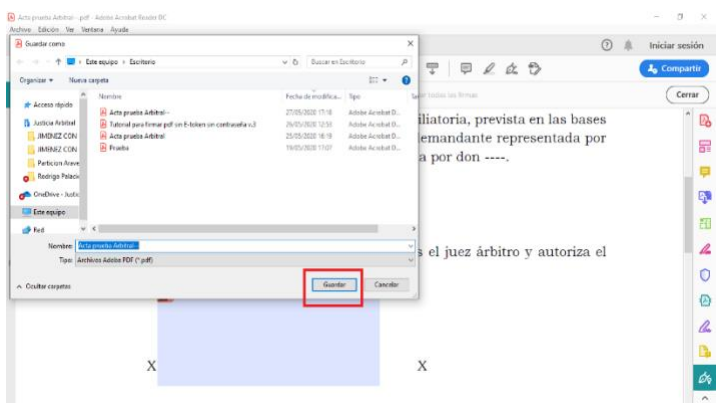 Acta prueba Arbitral--.pdf - Adobe Acrobat Reader DC
Archivo Edición Ver Ventana Ayuda
Guardar como
Este equipo > Escritorio
Buscar en Escritorio
Organizar Nueva carpeta
Nombre Fecha de modifica... Tipo
Acceso rápido
Justicia Arbitral
JIMENEZ CON
JIMENEZ CON
Particion Arave
Rodrigo Palaci
OneDrive - Justic
Este equipo
Red
Acta prueba Arbitral-- 27/05/2020 17:18 Adobe Acrobat D...
Tutorial para firmar pdf sin E-token sin contraseña v.3 26/05/2020 12:50 Adobe Acrobat D...
Acta prueba Arbitral 25/05/2020 16:16 Adobe Acrobat D...
Prueba 19/05/2020 11:07 Adobe Acrobat D...
Nombre: Acta prueba Arbitral--
Tipo: Archivos Adobe PDF (*.pdf)
Ocultar carpetas
Guardar Cancelar
Iniciar sesión
Compartir
todas las firmas
Cerrar
iliatoria, prevista en las bases
emandante representada por
a por don ----.
s el juez árbitro y autoriza el
X X